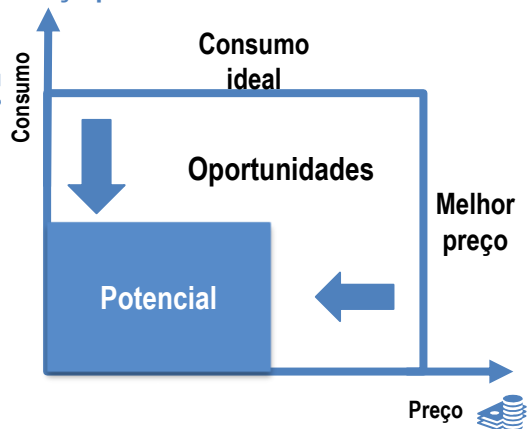 Consumo
ideal
Consumo
Oportunidades
Melhor
preço
Potencial
Preço